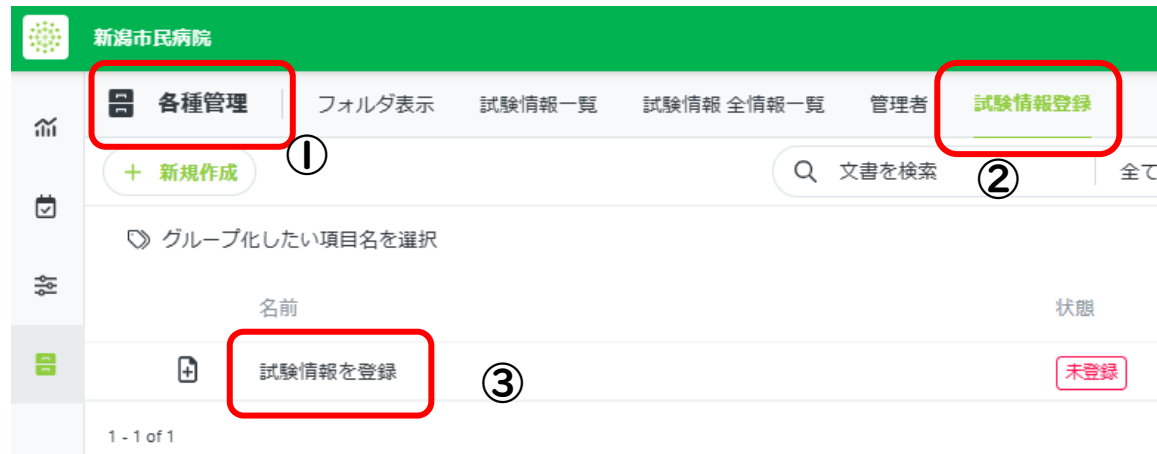 新潟市民病院
各種管理 フォルダ表示 試験情報一覧 試験情報 全情報一覧 管理者 試験情報登録
①
＋ 新規作成 文書を検索 ② 全て
グループ化したい項目名を選択
名前 状態
試験情報を登録 ③ 未登録
1 - 1 of 1